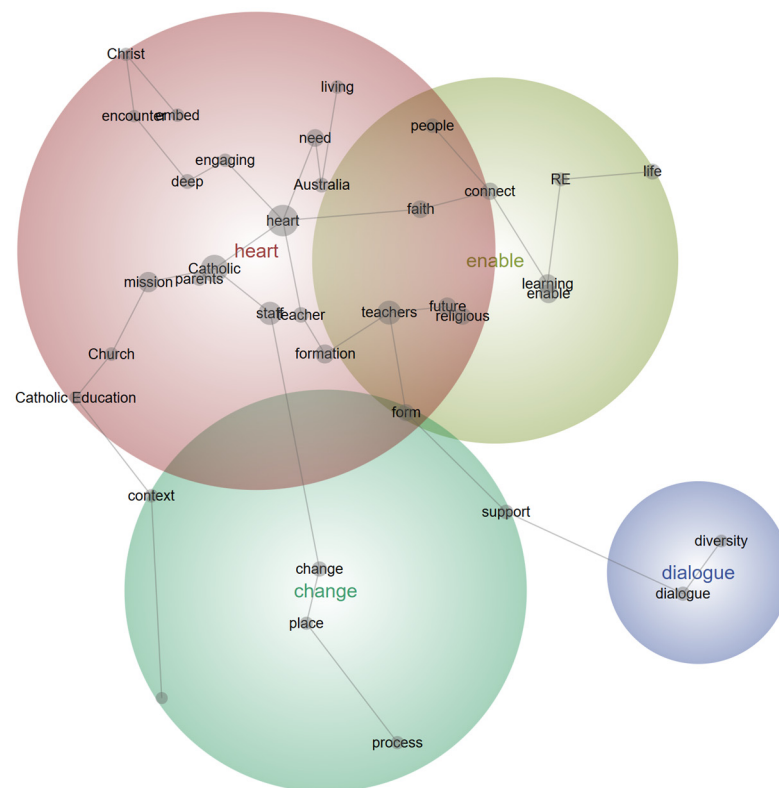 Christ
living
encounter
embed
people
need
engaging
RE
life
deep
Australia
connect
faith
heart
heart
enable
Catholic
parents
mission
learning
enable
staff
teacher
teachers
future
religious
Church
formation
Catholic Education
form
context
support
diversity
change
dialogue
change
dialogue
place
process